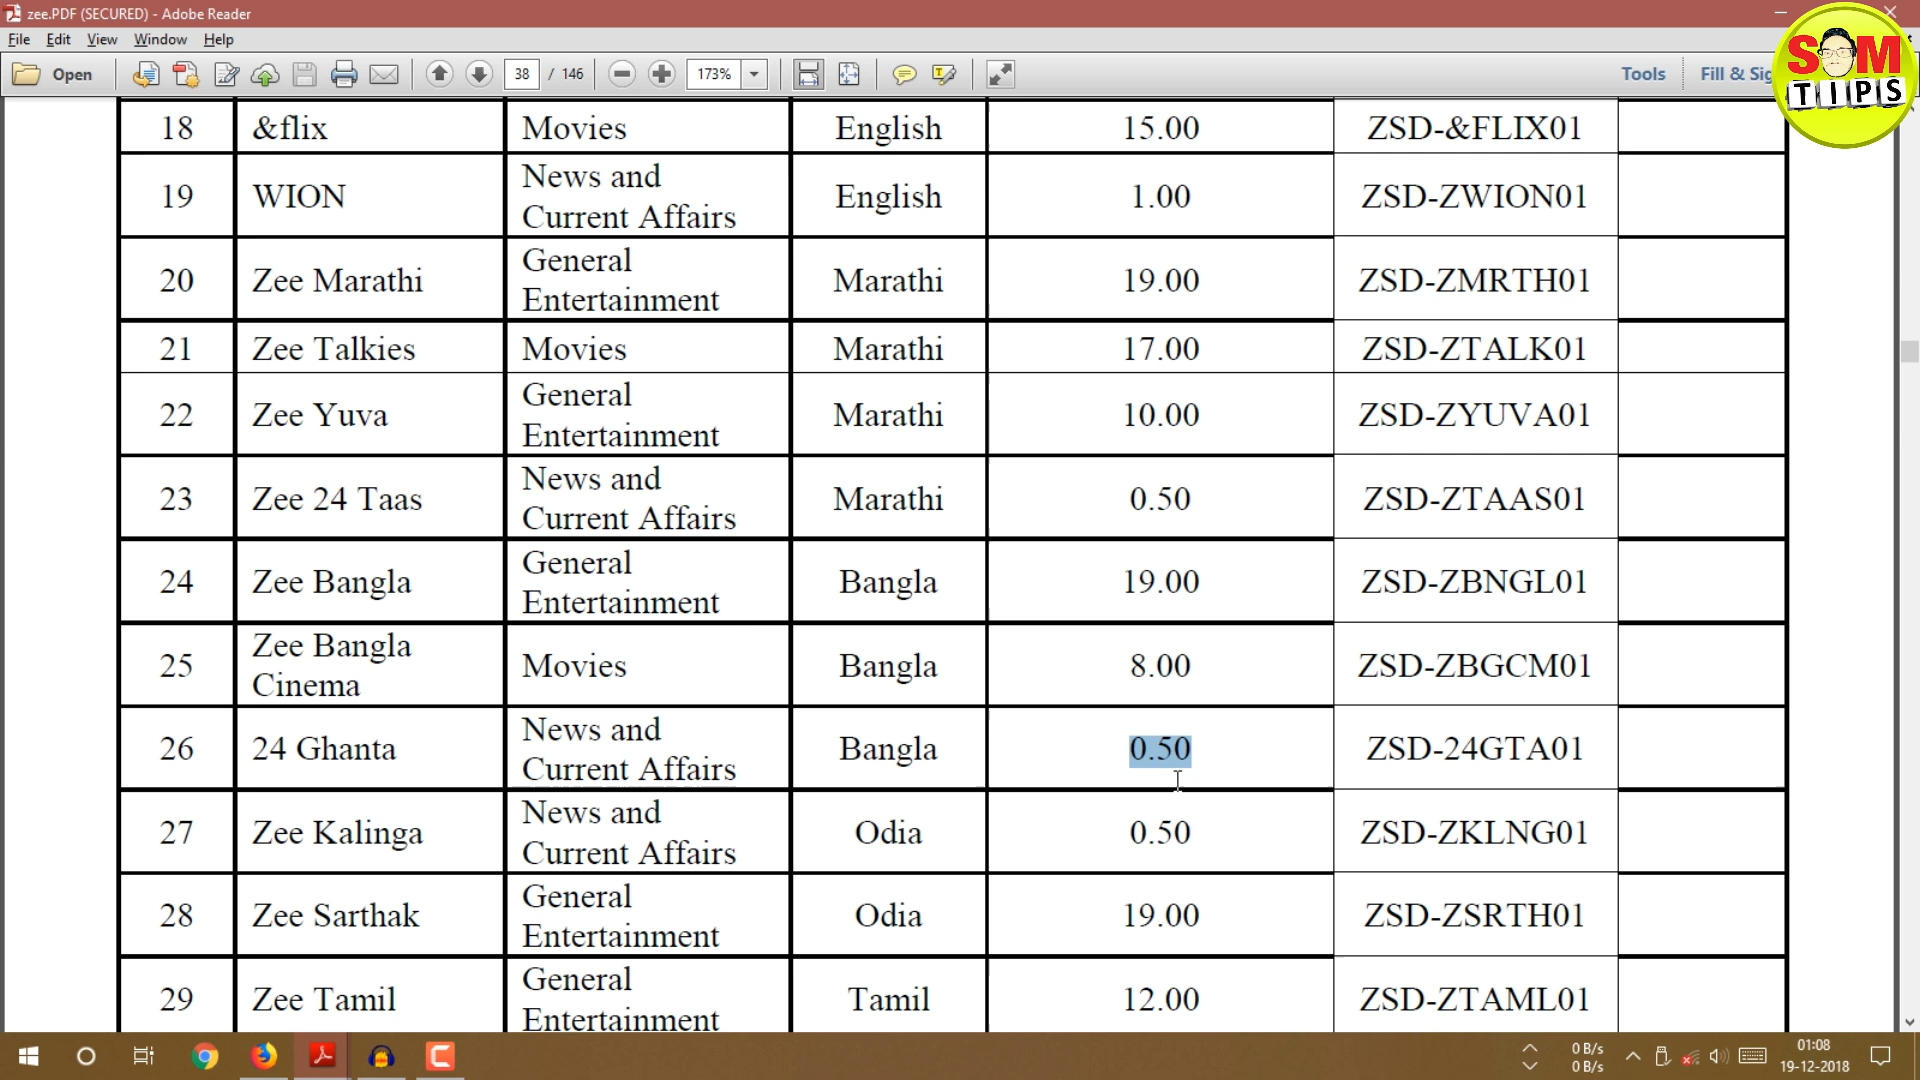 zee.PDF (SECURED) - Adobe Reader
File Edit View Window Help
Open 38 / 146 173% Tools Fill & Sig
SOM
TIPS
18 &flix Movies English 15.00 ZSD-&FLIX01
19 WION News and Current Affairs English 1.00 ZSD-ZWION01
20 Zee Marathi General Entertainment Marathi 19.00 ZSD-ZMRTH01
21 Zee Talkies Movies Marathi 17.00 ZSD-ZTALK01
22 Zee Yuva General Entertainment Marathi 10.00 ZSD-ZYUVA01
23 Zee 24 Taas News and Current Affairs Marathi 0.50 ZSD-ZTAAS01
24 Zee Bangla General Entertainment Bangla 19.00 ZSD-ZBNGL01
25 Zee Bangla Cinema Movies Bangla 8.00 ZSD-ZBGCM01
26 24 Ghanta News and Current Affairs Bangla 0.50 ZSD-24GTA01
27 Zee Kalinga News and Current Affairs Odia 0.50 ZSD-ZKLNG01
28 Zee Sarthak General Entertainment Odia 19.00 ZSD-ZSRTH01
29 Zee Tamil General Entertainment Tamil 12.00 ZSD-ZTAML01
0 B/s
0 B/s
01:08
19-12-2018